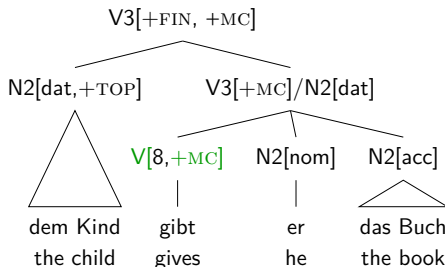 V3[+FIN, +MC]
N2[dat,+TOP] V3[+MC]/N2[dat]
V[8,+MC] N2[nom] N2[acc]
dem Kind gibt er das Buch
the child gives he the book